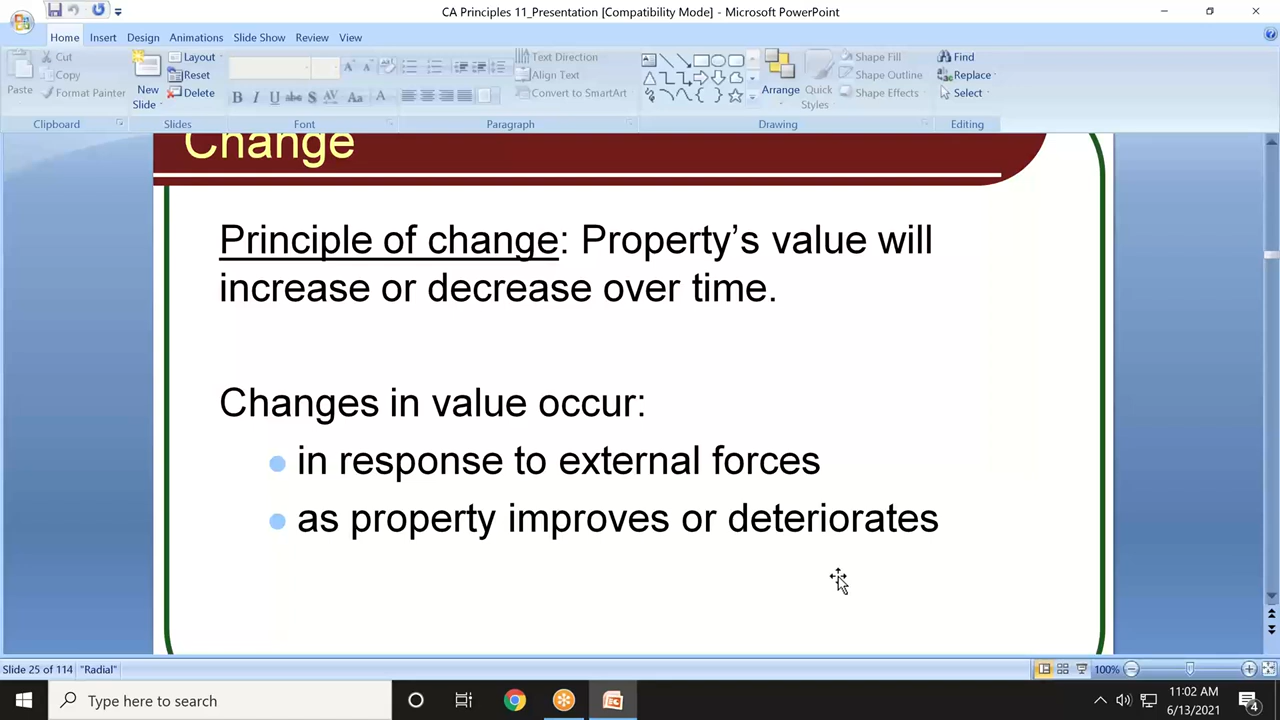 CA Principles 11_Presentation [Compatibility Mode] - Microsoft PowerPoint
Home Insert Design Animations Slide Show Review View
Paste
Cut
Copy
Format Painter
Clipboard
New
Slide
Layout
Reset
Delete
Slides
B I U abe S AV Aa A
Font
Text Direction
Align Text
Convert to SmartArt
Paragraph
Arrange
Quick
Styles
Shape Fill
Shape Outline
Shape Effects
Drawing
Find
Replace
Select
Editing
Change
Principle of change: Property’s value will
increase or decrease over time.
Changes in value occur:
in response to external forces
as property improves or deteriorates
Slide 25 of 114 "Radial" 100%
Type here to search
11:02 AM
6/13/2021
4